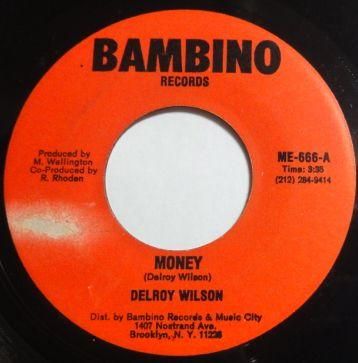 BAMBINO
RECORDS
Produced by
M. Wellington
Co-Produced by
R. Rhoden
ME-666-A
Time: 3:35
(212) 284-9414
MONEY
(Delroy Wilson)
DELROY WILSON
Dist. by Bambino Records & Music City
1407 Nostrand Ave.
Brooklyn, N. Y. 11226